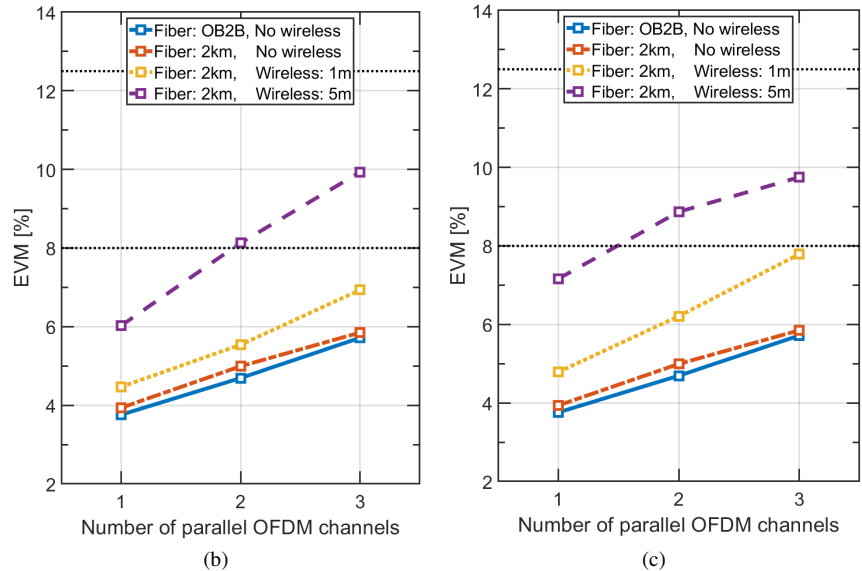 14
12
10
8
6
4
2
EVM [%]
Fiber: OB2B, No wireless
Fiber: 2km, No wireless
Fiber: 2km, Wireless: 1m
Fiber: 2km, Wireless: 5m
1 2 3
Number of parallel OFDM channels
(b)
14
12
10
8
6
4
2
EVM [%]
Fiber: OB2B, No wireless
Fiber: 2km, No wireless
Fiber: 2km, Wireless: 1m
Fiber: 2km, Wireless: 5m
1 2 3
Number of parallel OFDM channels
(c)